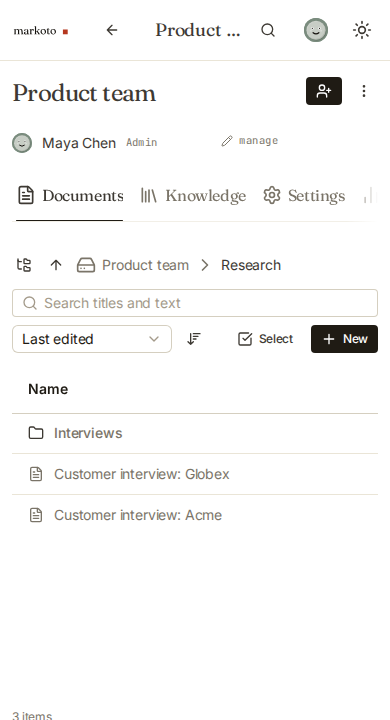 markoto
Product ...
Product team
Maya Chen Admin manage
Documents Knowledge Settings
Product team Research
Search titles and text
Last edited Select New
Name
Interviews
Customer interview: Globex
Customer interview: Acme
3 items